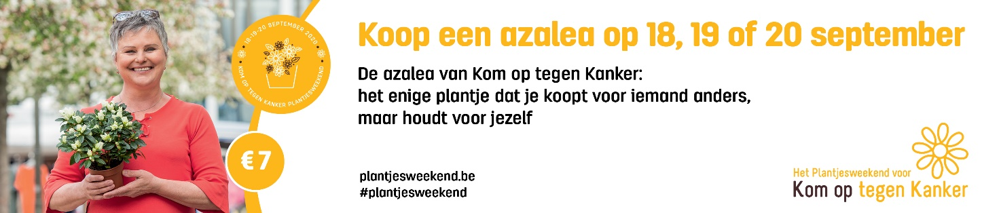 18-19-20 SEPTEMBER 2020
KOM OP TEGEN KANKER PLANTJESWEEKEND
€ 7
Koop een azalea op 18, 19 of 20 september
De azalea van Kom op tegen Kanker:
het enige plantje dat je koopt voor iemand anders,
maar houdt voor jezelf
plantjesweekend.be
#plantjesweekend
Het Plantjesweekend voor
Kom op tegen Kanker